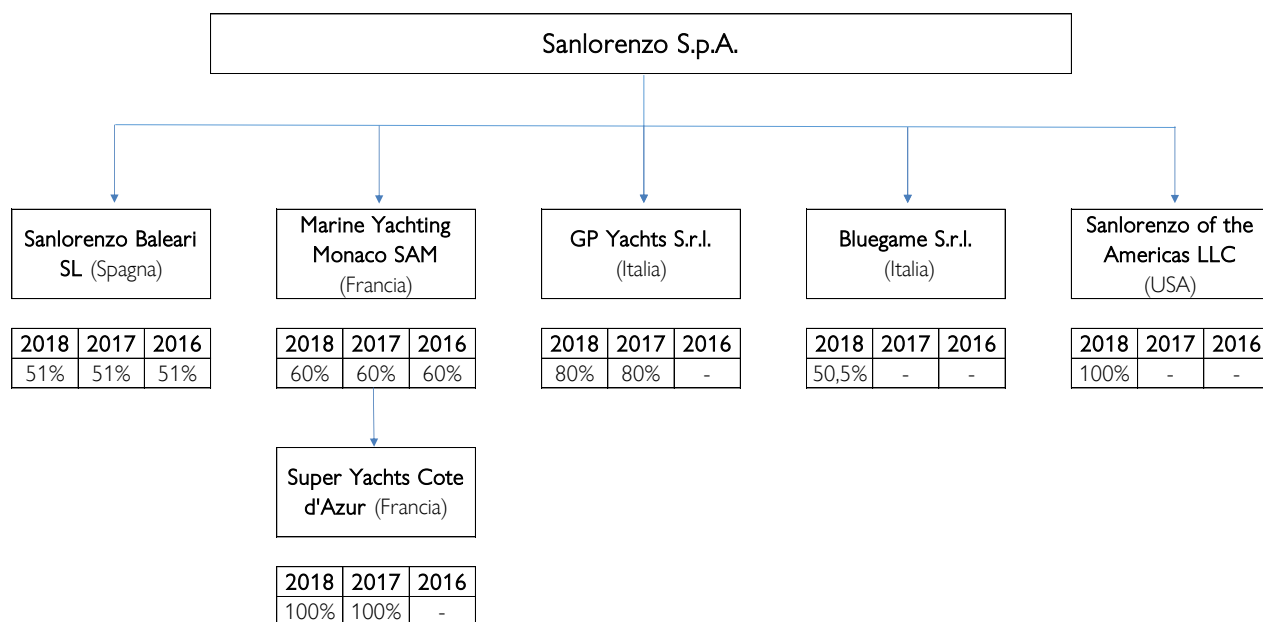 Sanlorenzo S.p.A.
Sanlorenzo Baleari
SL (Spagna)
Marine Yachting
Monaco SAM
(Francia)
GP Yachts S.r.l.
(Italia)
Bluegame S.r.l.
(Italia)
Sanlorenzo of the
Americas LLC
(USA)
2018 2017 2016
51% 51% 51%
2018 2017 2016
60% 60% 60%
2018 2017 2016
80% 80% -
2018 2017 2016
50,5% - -
2018 2017 2016
100% - -
Super Yachts Cote
d'Azur (Francia)
2018 2017 2016
100% 100% -